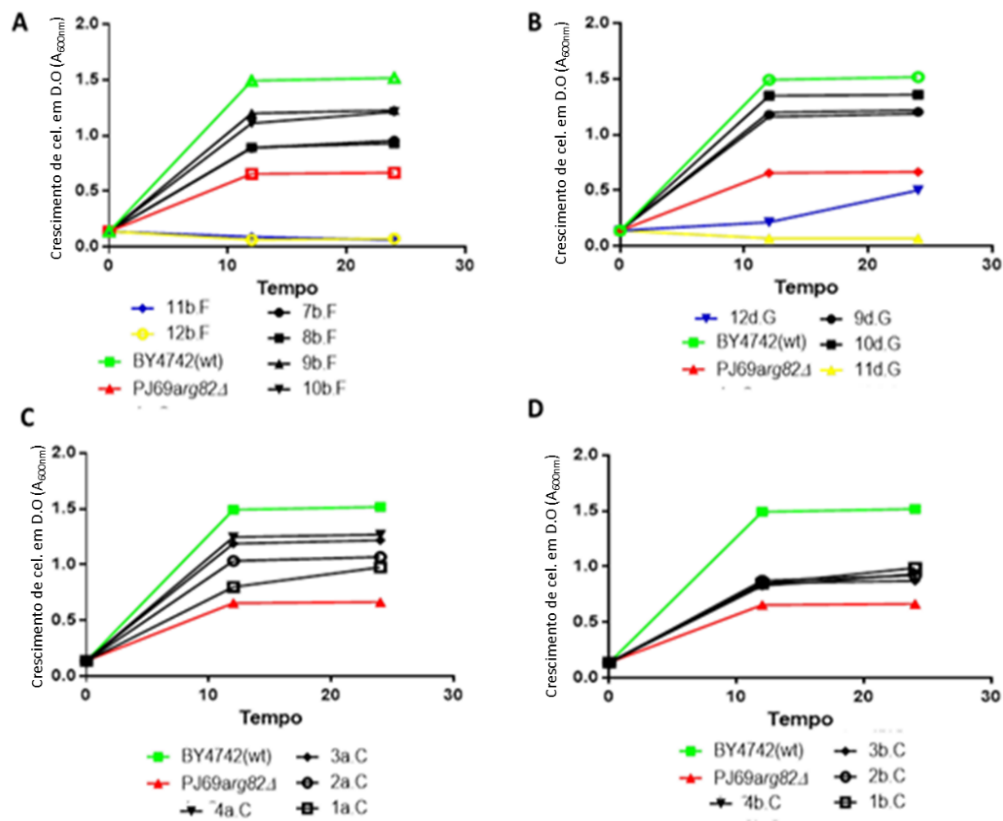 A
Crescimento de cel. em D.O (A600nm)
2.0
1.5
1.0
0.5
0.0
0 10 20 30
Tempo
11b.F
12b.F
BY4742(wt)
PJ69arg82Δ
7b.F
8b.F
9b.F
10b.F
B
Crescimento de cel. em D.O (A600nm)
2.0
1.5
1.0
0.5
0.0
0 10 20 30
Tempo
12d.G
BY4742(wt)
PJ69arg82Δ
9d.G
10d.G
11d.G
C
Crescimento de cel. em D.O (A600nm)
2.0
1.5
1.0
0.5
0.0
0 10 20 30
Tempo
BY4742(wt)
PJ69arg82Δ
4a.C
3a.C
2a.C
1a.C
D
Crescimento de cel. em D.O (A600nm)
2.0
1.5
1.0
0.5
0.0
0 10 20 30
Tempo
BY4742(wt)
PJ69arg82Δ
4b.C
3b.C
2b.C
1b.C